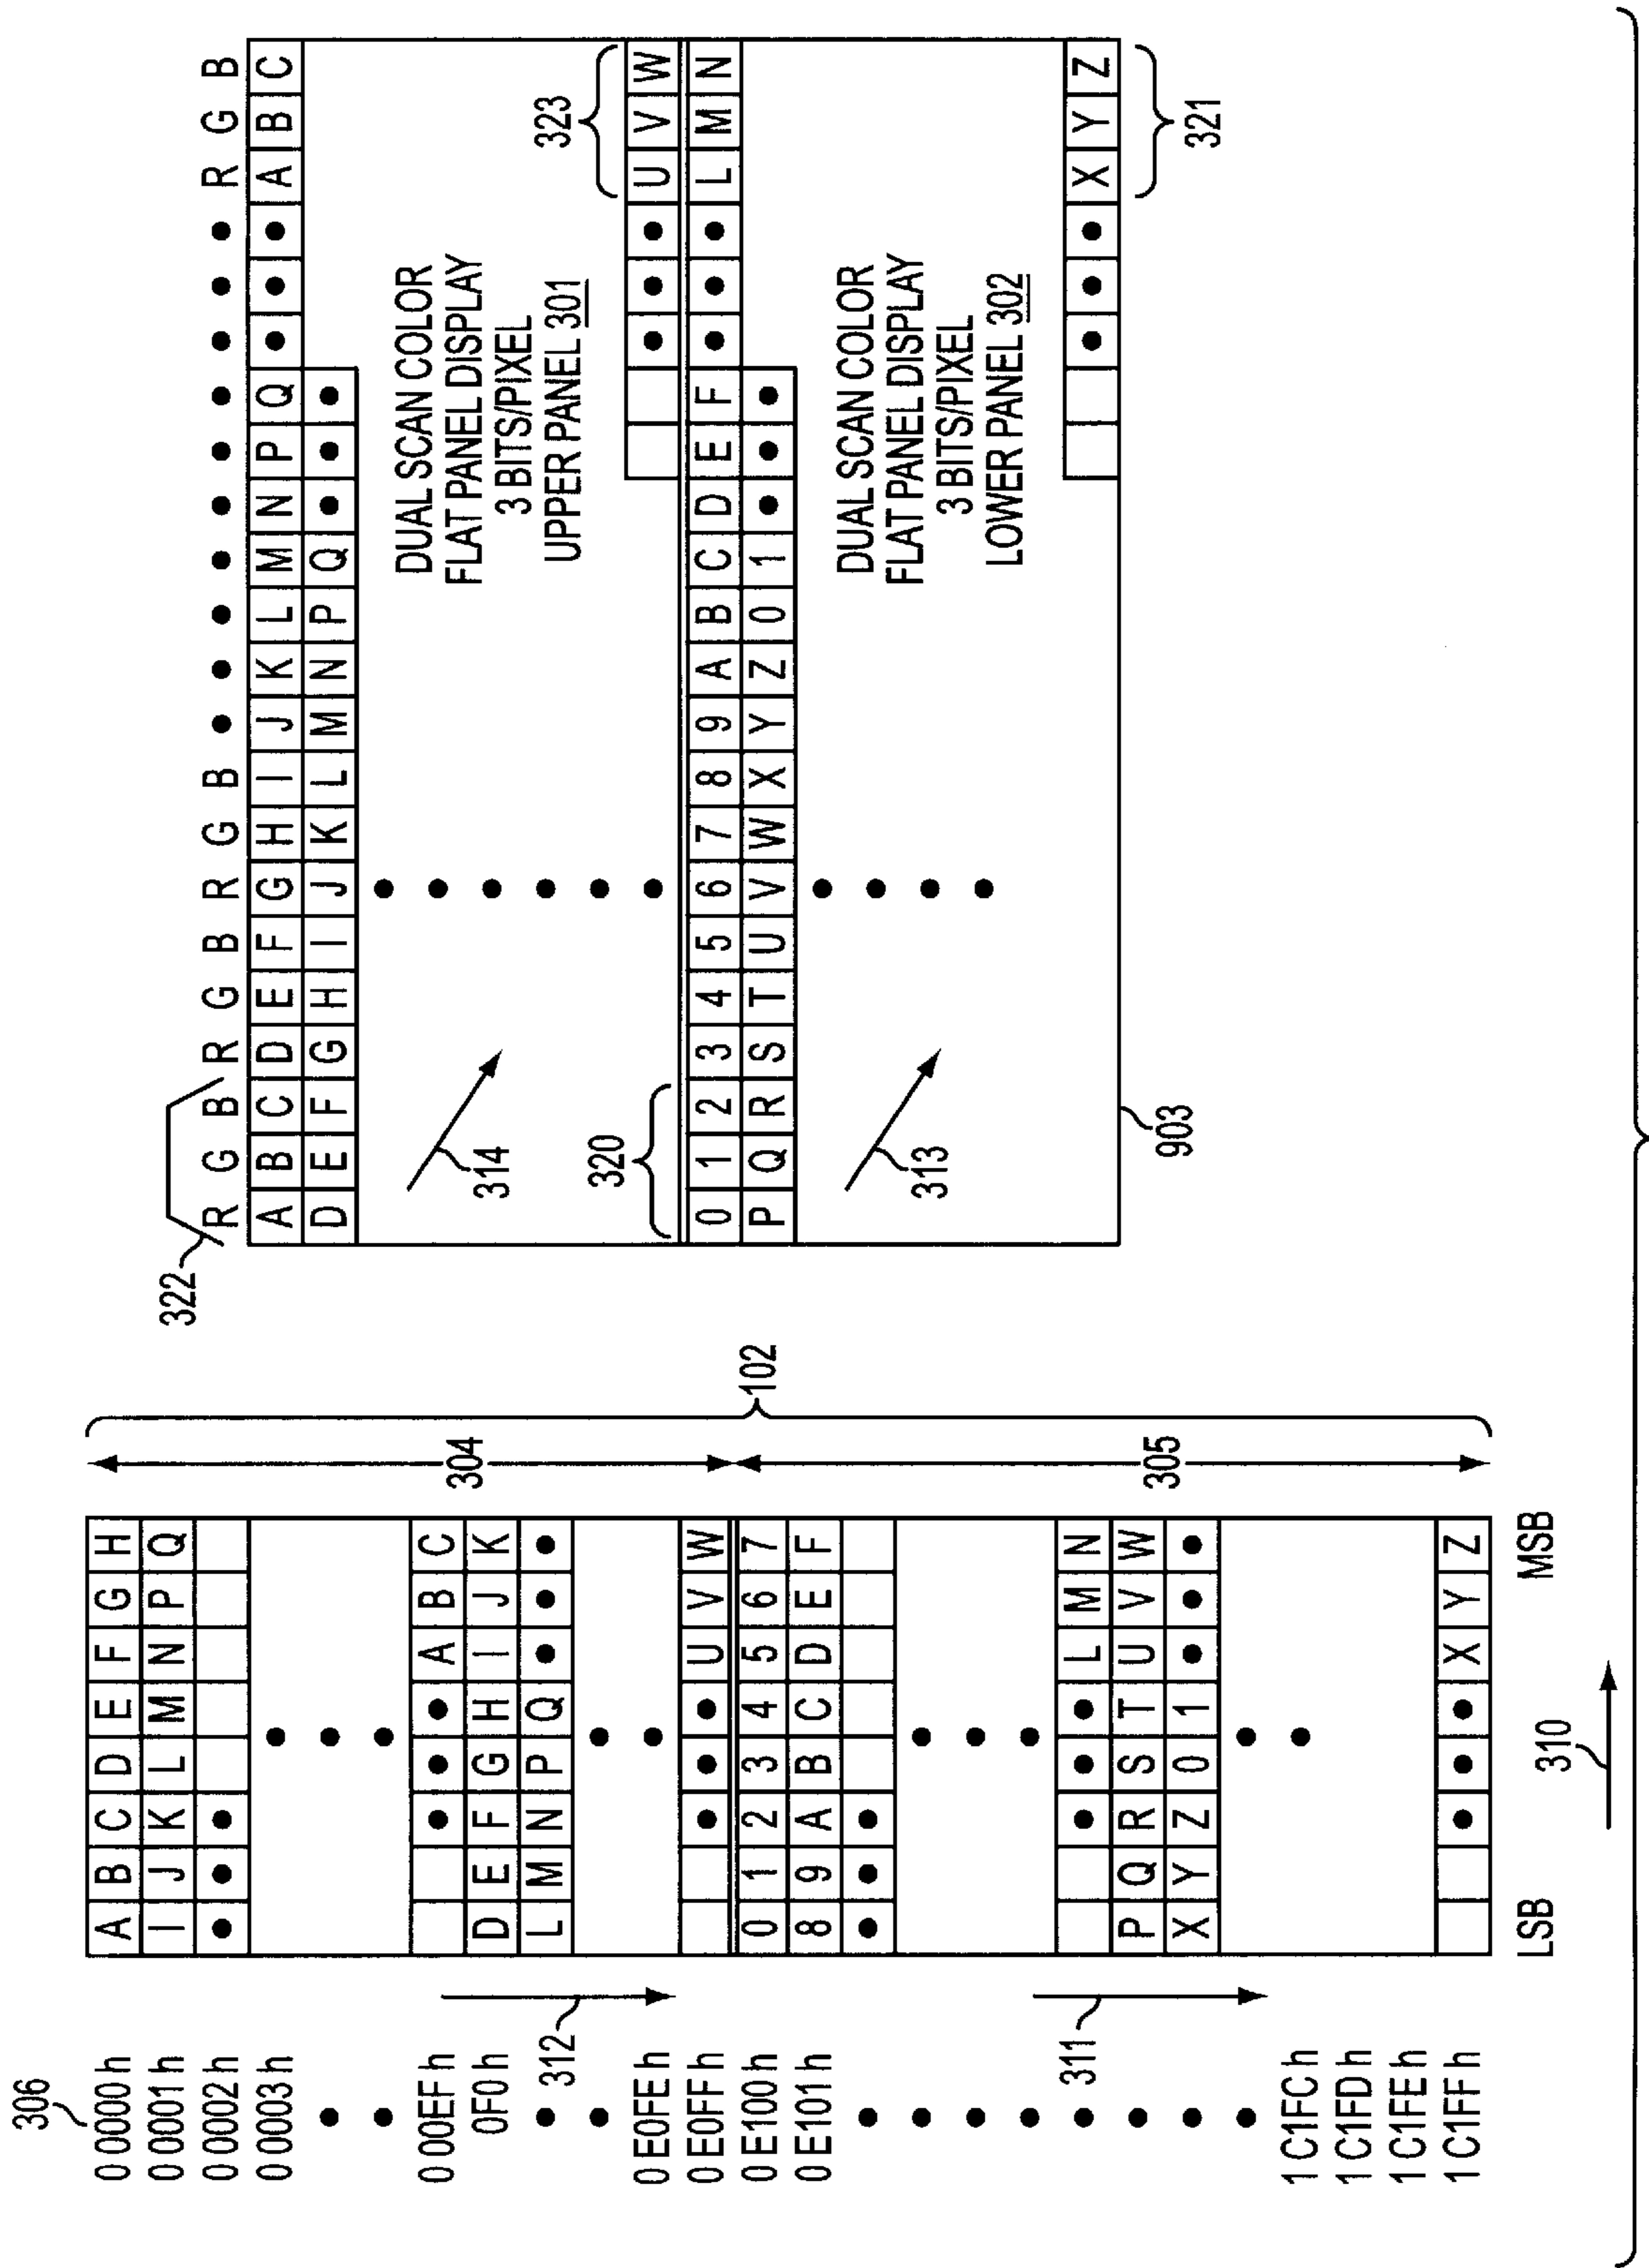 306
0 0000 h
0 0001 h
0 0002 h
0 0003 h
0 00EF h
0F0 h
312
0 E0FE h
0 E0FF h
0 E100 h
0 E101 h
311
1 C1FC h
1 C1FD h
1 C1FE h
1 C1FF h
A B C D E F G H
I J K L M N P Q
A B C
D E F G H I J K
L M N P Q
U V W
0 1 2 3 4 5 6 7
8 9 A B C D E F
L M N
P Q R S T U V W
X Y Z 0 1
X Y Z
LSB MSB
310
304
305
102
322
R G B R G B R G B R G B
A B C D E F G H I J K L M N P Q A B C
D E F G H I J K L M N P Q
314
DUAL SCAN COLOR
FLAT PANEL DISPLAY
3 BITS/PIXEL
UPPER PANEL 301
323
320
U V W
0 1 2 3 4 5 6 7 8 9 A B C D E F L M N
P Q R S T U V W X Y Z 0 1
313
DUAL SCAN COLOR
FLAT PANEL DISPLAY
3 BITS/PIXEL
LOWER PANEL 302
X Y Z
903
321